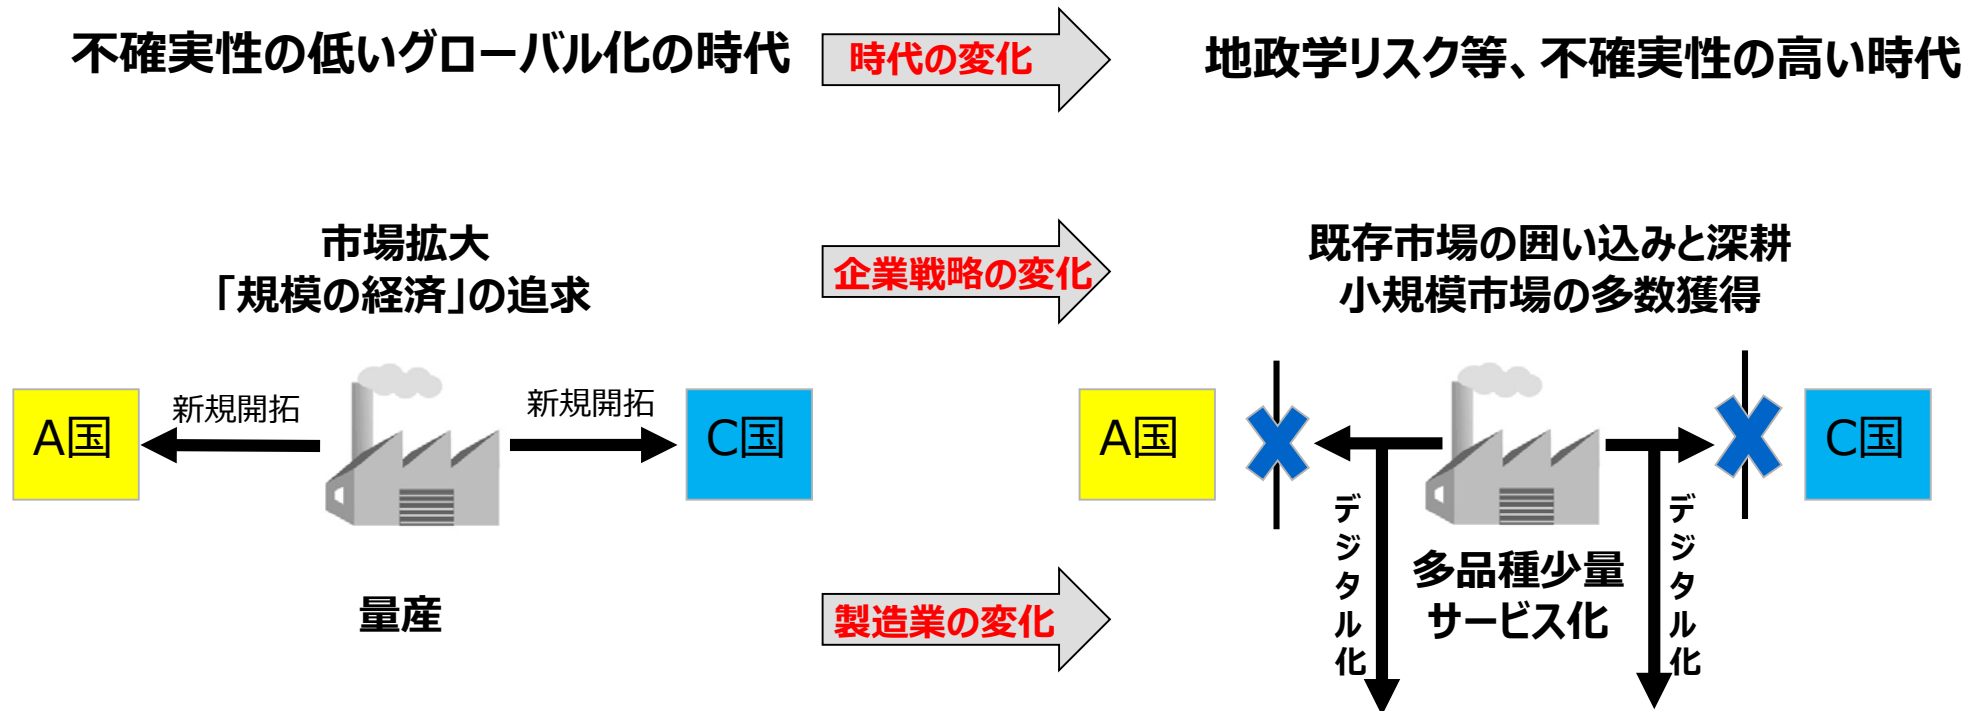 不確実性の低いグローバル化の時代
時代の変化
地政学リスク等、不確実性の高い時代
市場拡大
「規模の経済」の追求
企業戦略の変化
既存市場の囲い込みと深耕
小規模市場の多数獲得
A国
新規開拓
新規開拓
C国
A国
C国
デジタル化
デジタル化
量産
製造業の変化
多品種少量
サービス化